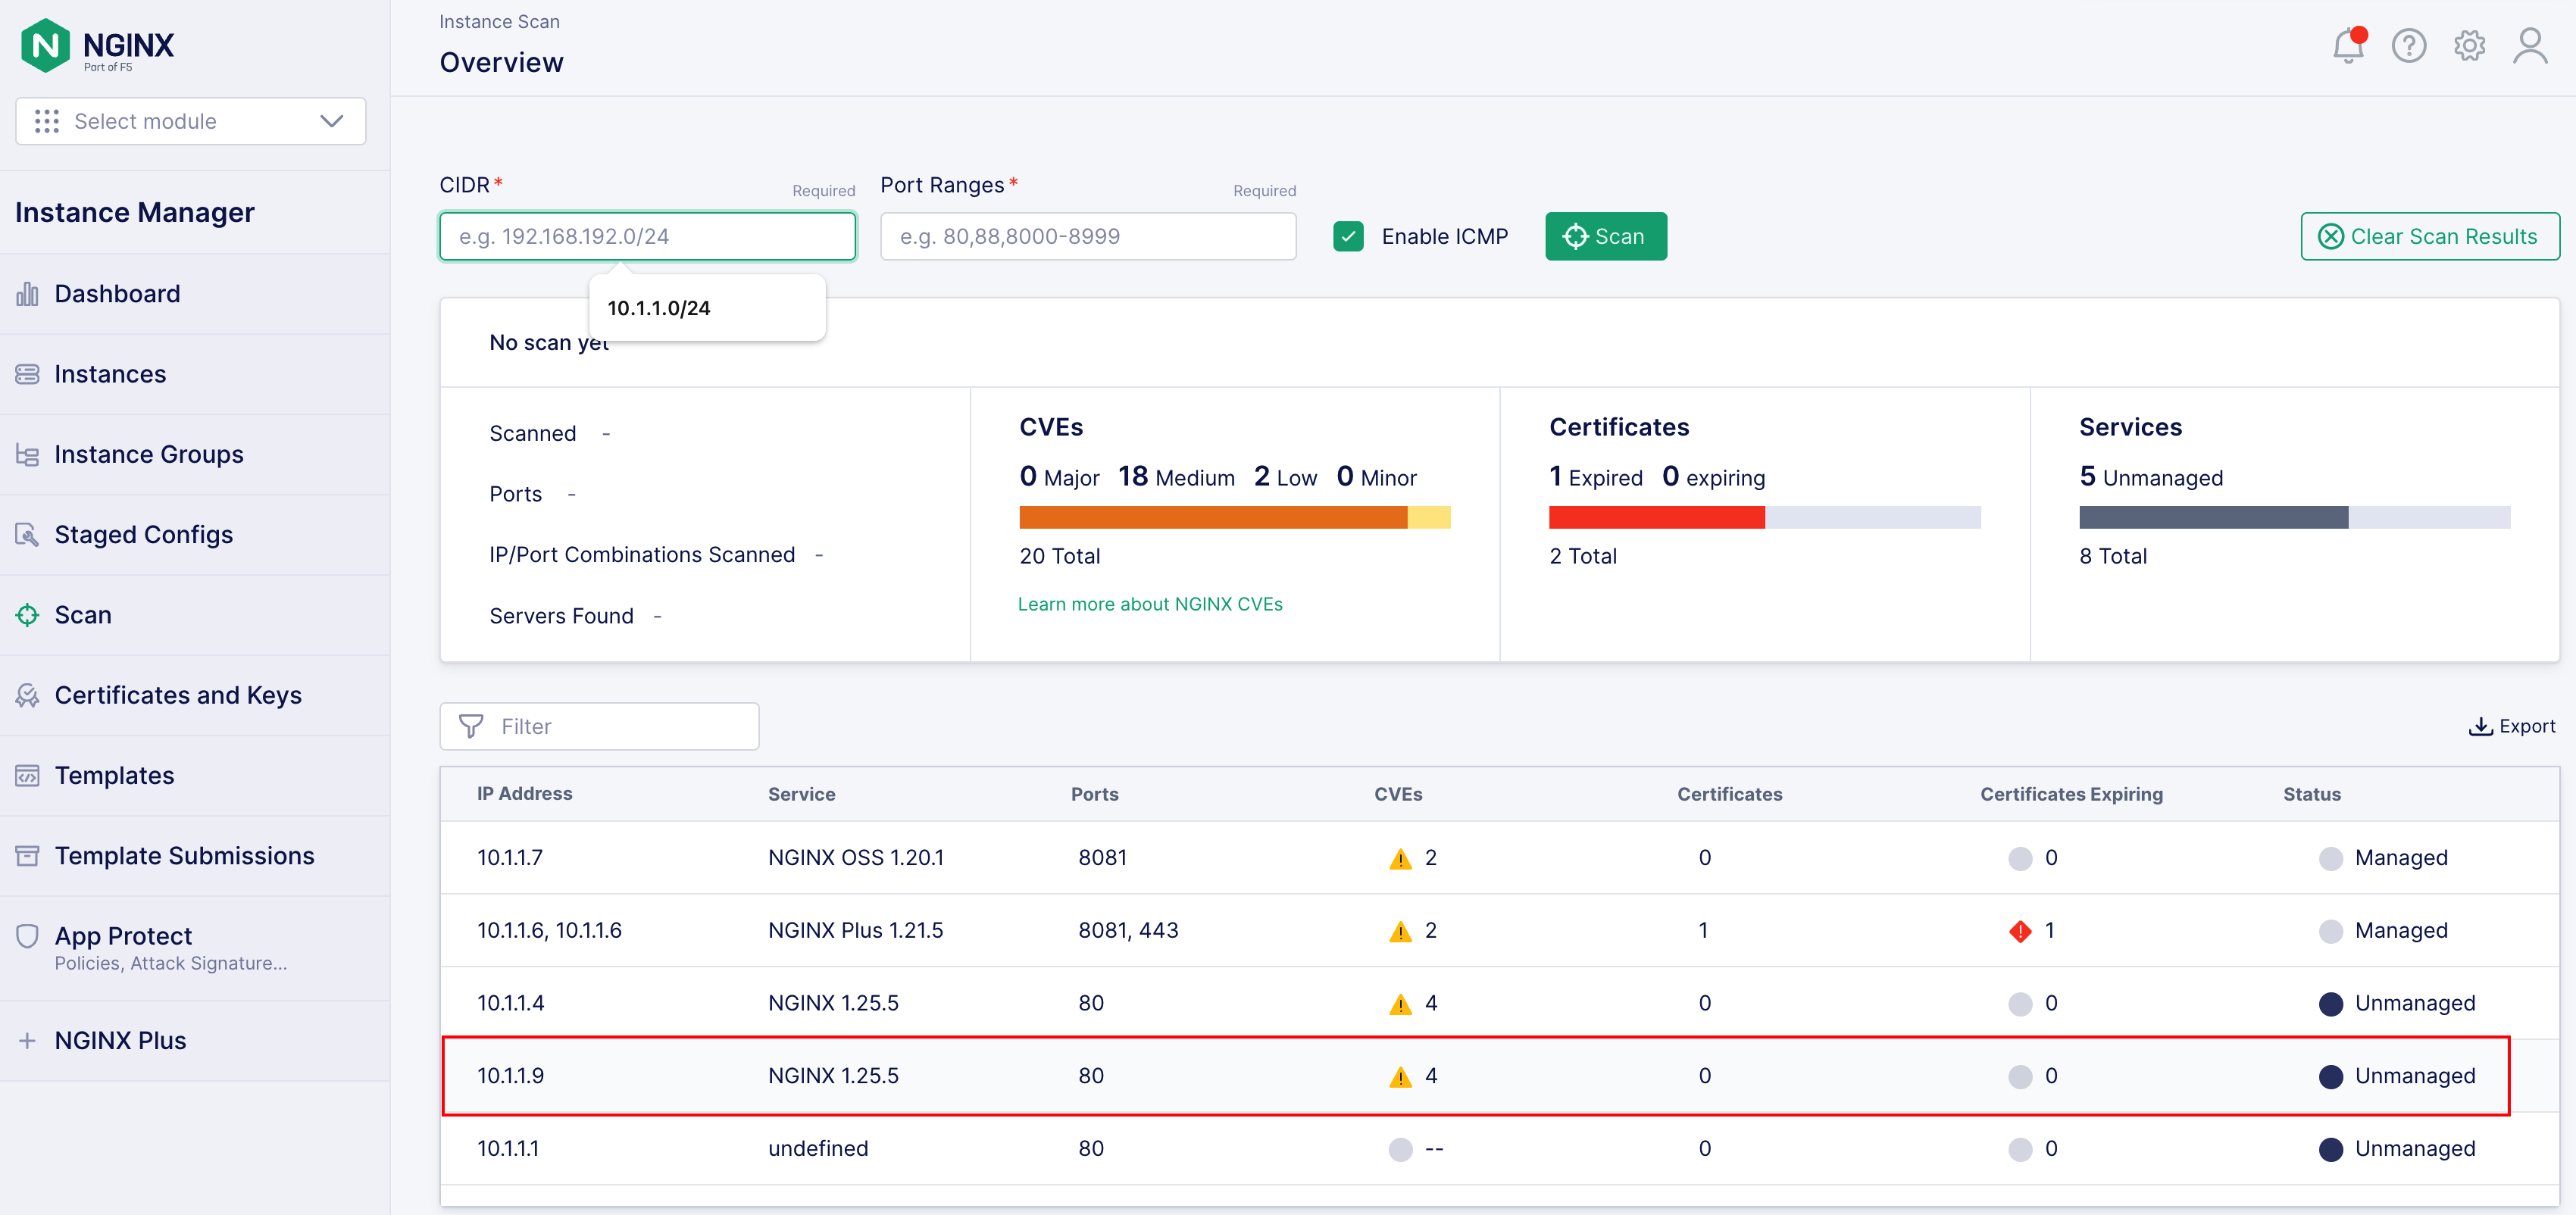 NGINX
Part of F5
Select module
Instance Manager
Dashboard
Instances
Instance Groups
Staged Configs
Scan
Certificates and Keys
Templates
Template Submissions
App Protect
Policies, Attack Signature...
NGINX Plus
Instance Scan
Overview
CIDR* Required Port Ranges* Required
e.g. 192.168.192.0/24 e.g. 80,88,8000-8999 Enable ICMP Scan Clear Scan Results
10.1.1.0/24
No scan yet
Scanned -
Ports -
IP/Port Combinations Scanned -
Servers Found -
CVEs
0 Major 18 Medium 2 Low 0 Minor
20 Total
Learn more about NGINX CVEs
Certificates
1 Expired 0 expiring
2 Total
Services
5 Unmanaged
8 Total
Filter Export
IP Address Service Ports CVEs Certificates Certificates Expiring Status
10.1.1.7 NGINX OSS 1.20.1 8081 2 0 0 Managed
10.1.1.6, 10.1.1.6 NGINX Plus 1.21.5 8081, 443 2 1 1 Managed
10.1.1.4 NGINX 1.25.5 80 4 0 0 Unmanaged
10.1.1.9 NGINX 1.25.5 80 4 0 0 Unmanaged
10.1.1.1 undefined 80 -- 0 0 Unmanaged